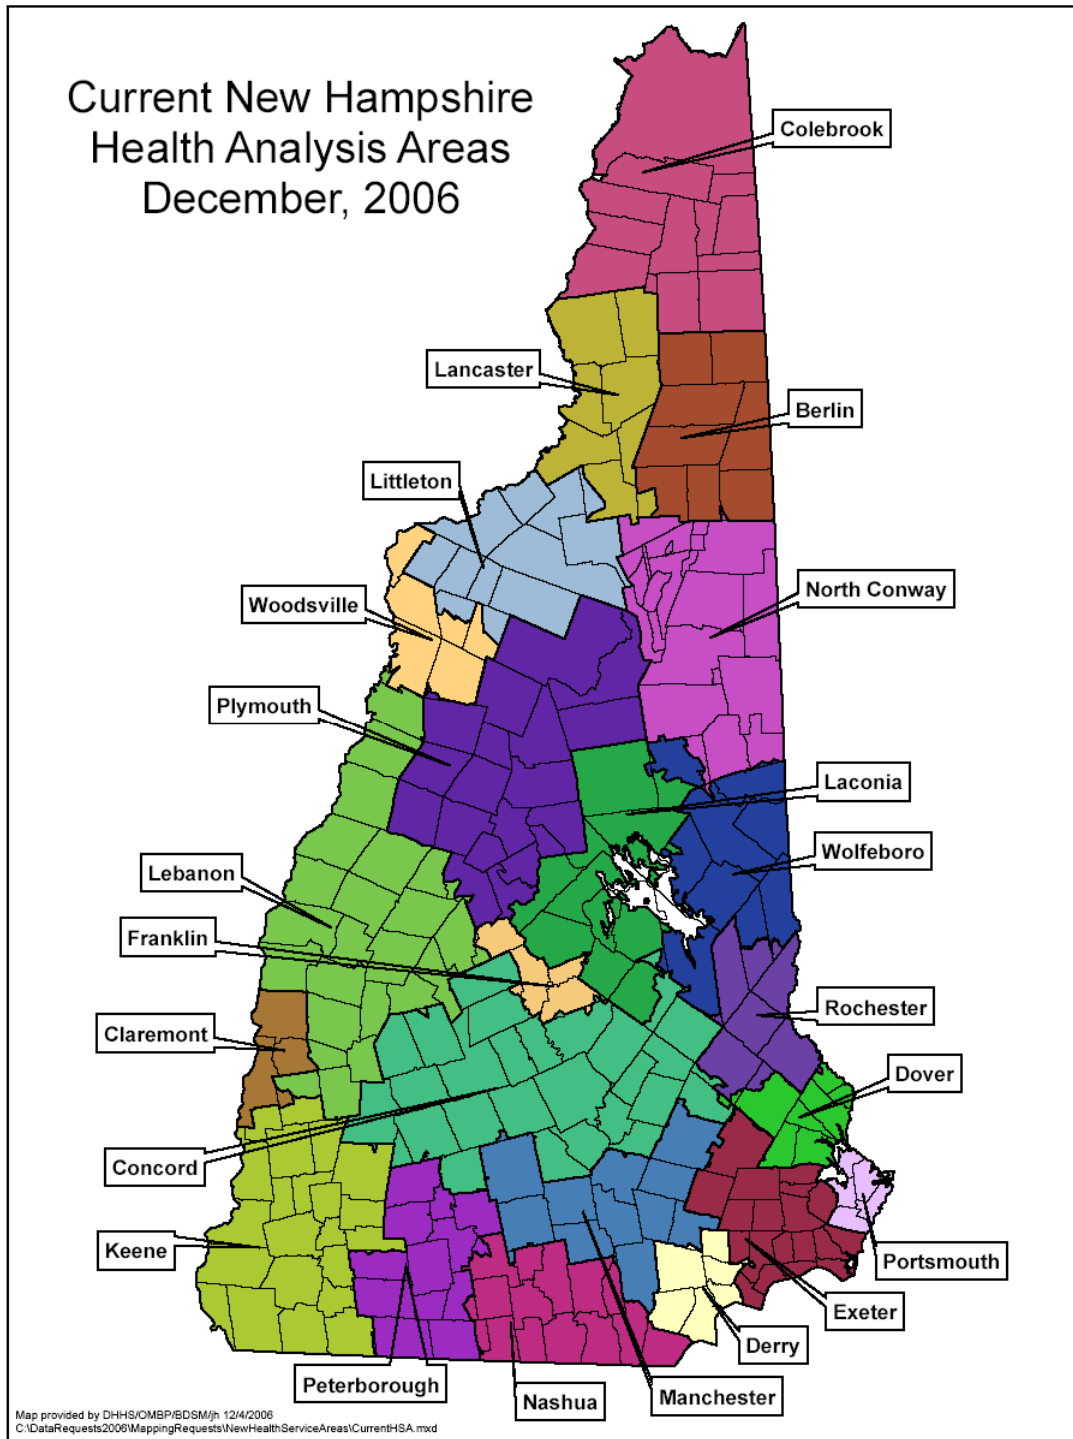 Current New Hampshire
Health Analysis Areas
December, 2006
Colebrook
Lancaster
Berlin
Littleton
North Conway
Woodsville
Plymouth
Laconia
Wolfeboro
Lebanon
Franklin
Rochester
Claremont
Dover
Concord
Keene
Portsmouth
Exeter
Derry
Peterborough
Manchester
Nashua
Map provided by DHHS/OMBP/BDSM/jh 12/4/2006
C:\DataRequests2006\MappingRequests\NewHealthServiceAreas\CurrentHSA.mxd